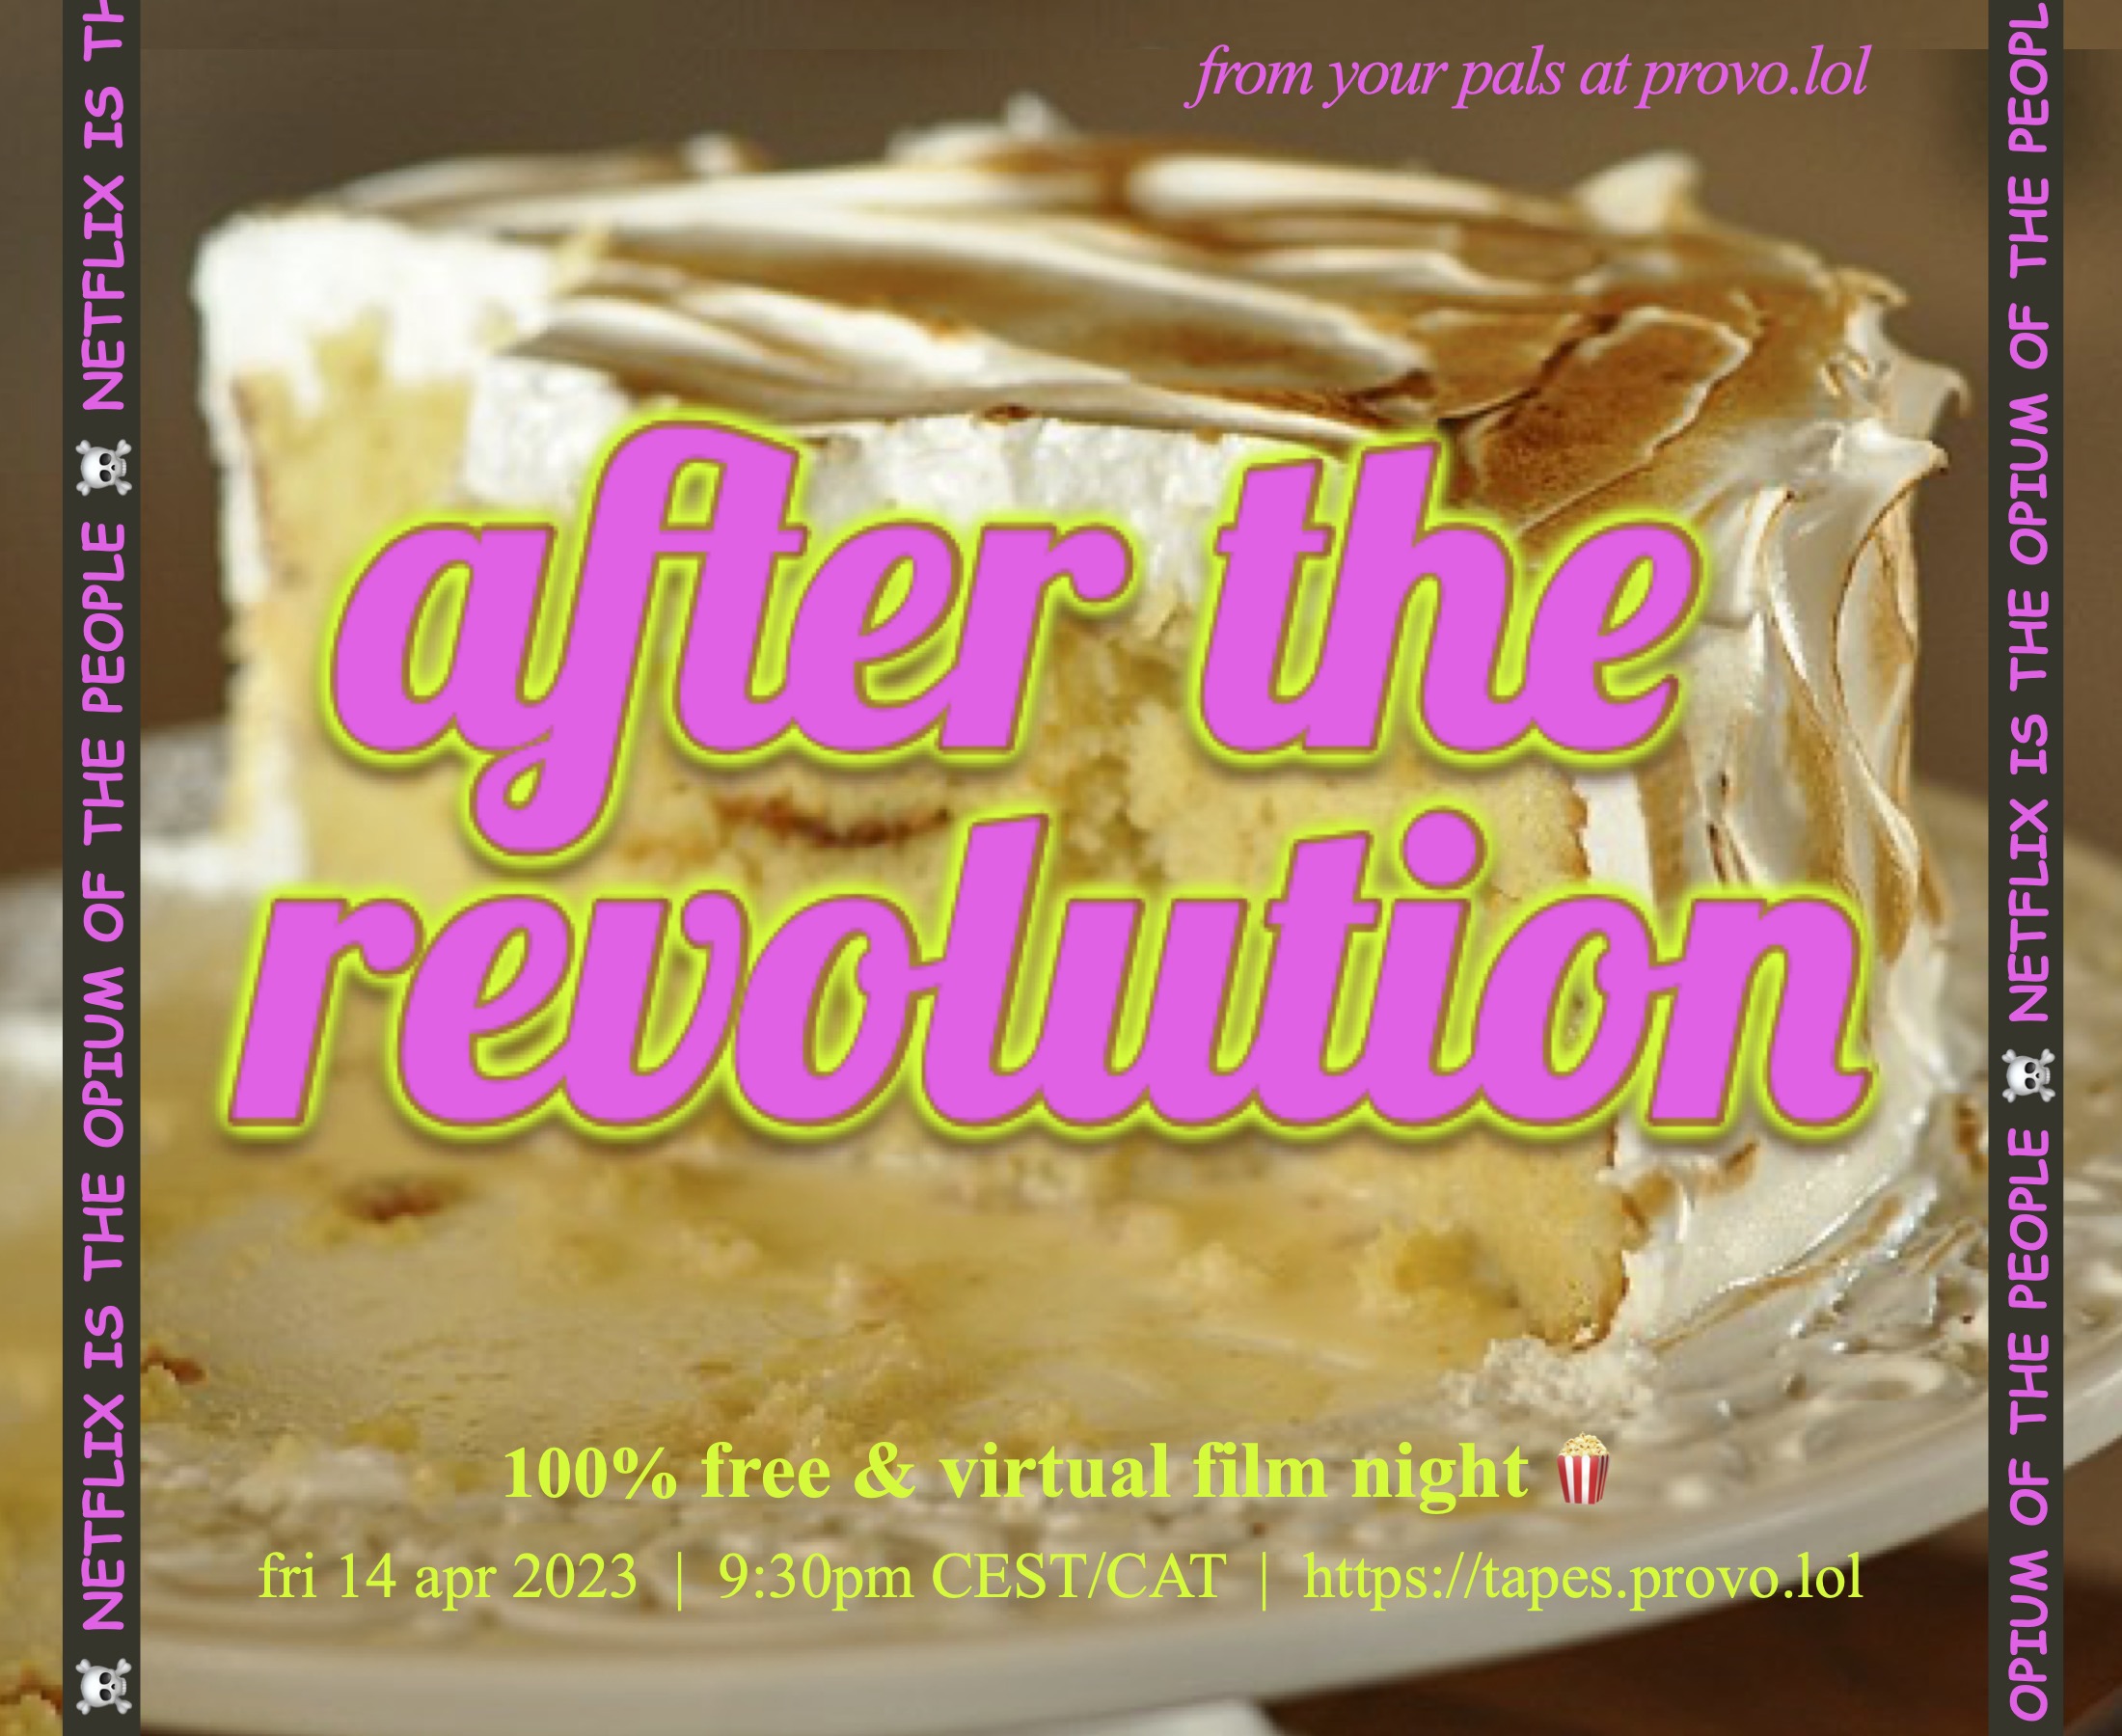 from your pals at provo.lol
after the
revolution
100% free & virtual film night 🍿
fri 14 apr 2023 | 9:30pm CEST/CAT | https://tapes.provo.lol
☠️ NETFLIX IS THE OPIUM OF THE PEOPLE ☠️ NETFLIX IS TH
OPIUM OF THE PEOPLE ☠️ NETFLIX IS THE OPIUM OF THE PEOPL